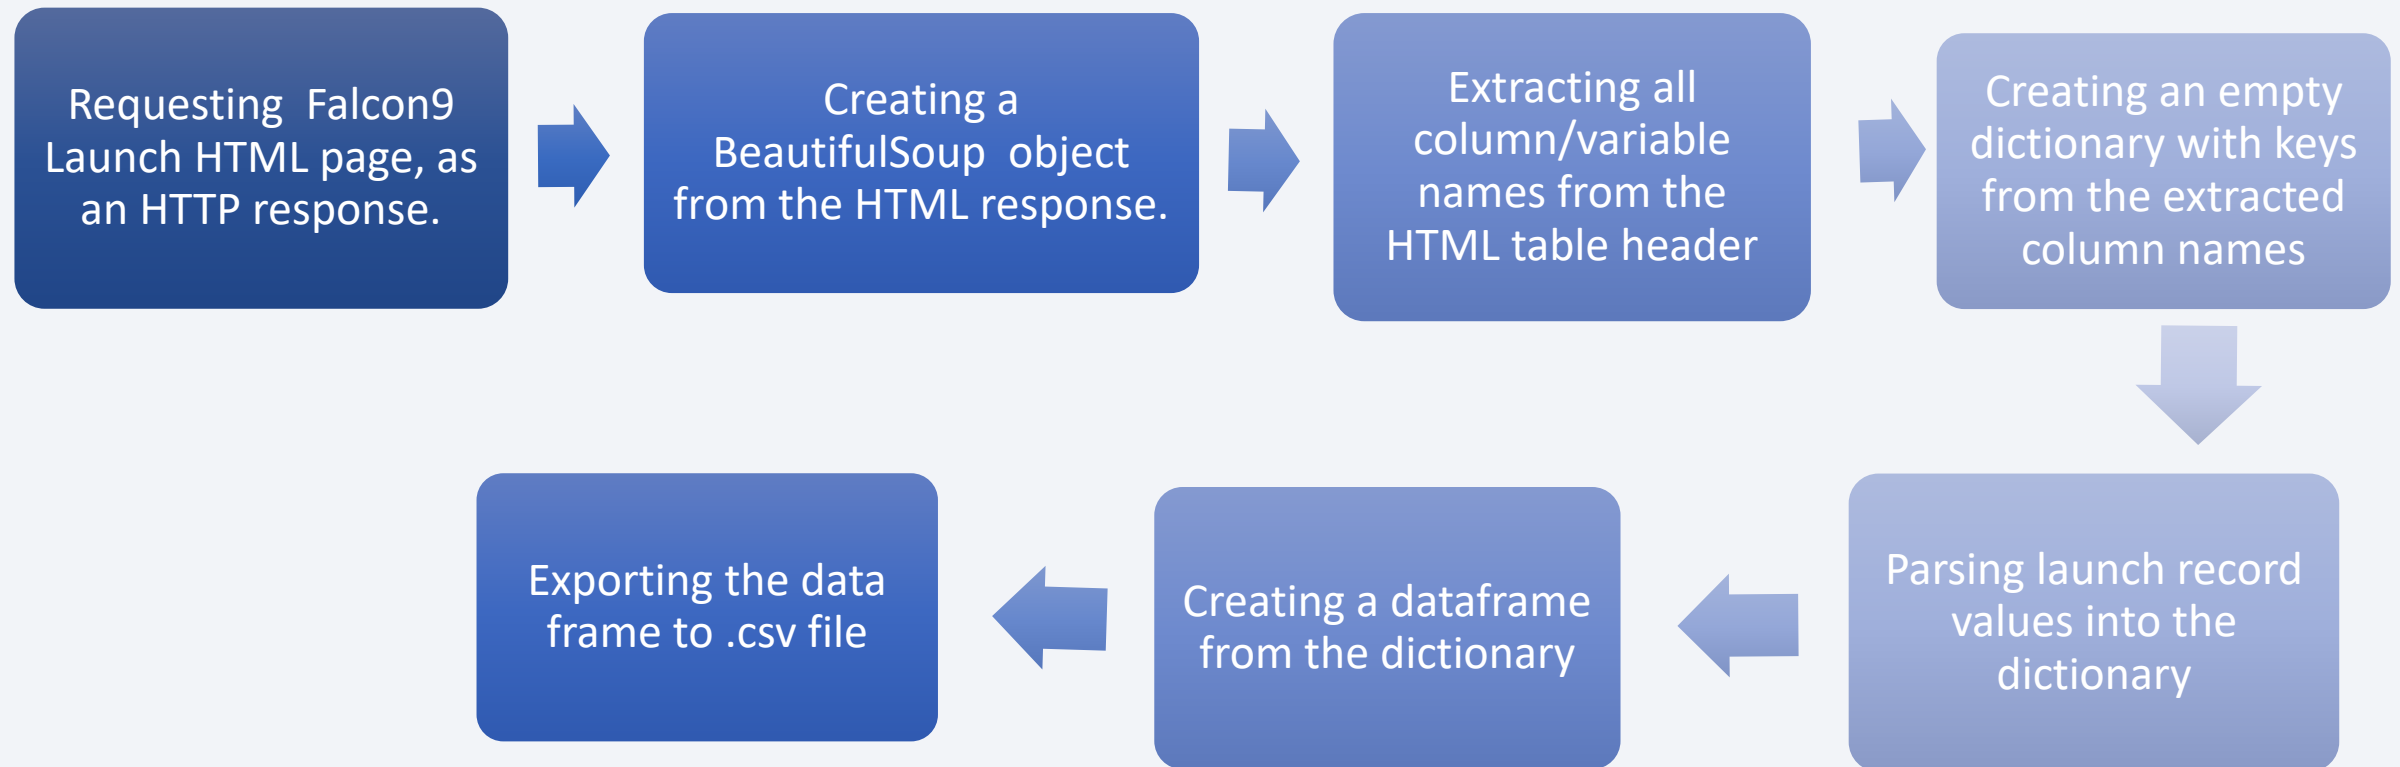 Requesting  Falcon9
Launch HTML page, as
an HTTP response.
Creating a
BeautifulSoup  object
from the HTML response.
Extracting all
column/variable
names from the
HTML table header
Creating an empty
dictionary with keys
from the extracted
column names
Parsing launch record
values into the
dictionary
Creating a dataframe
from the dictionary
Exporting the data
frame to .csv file